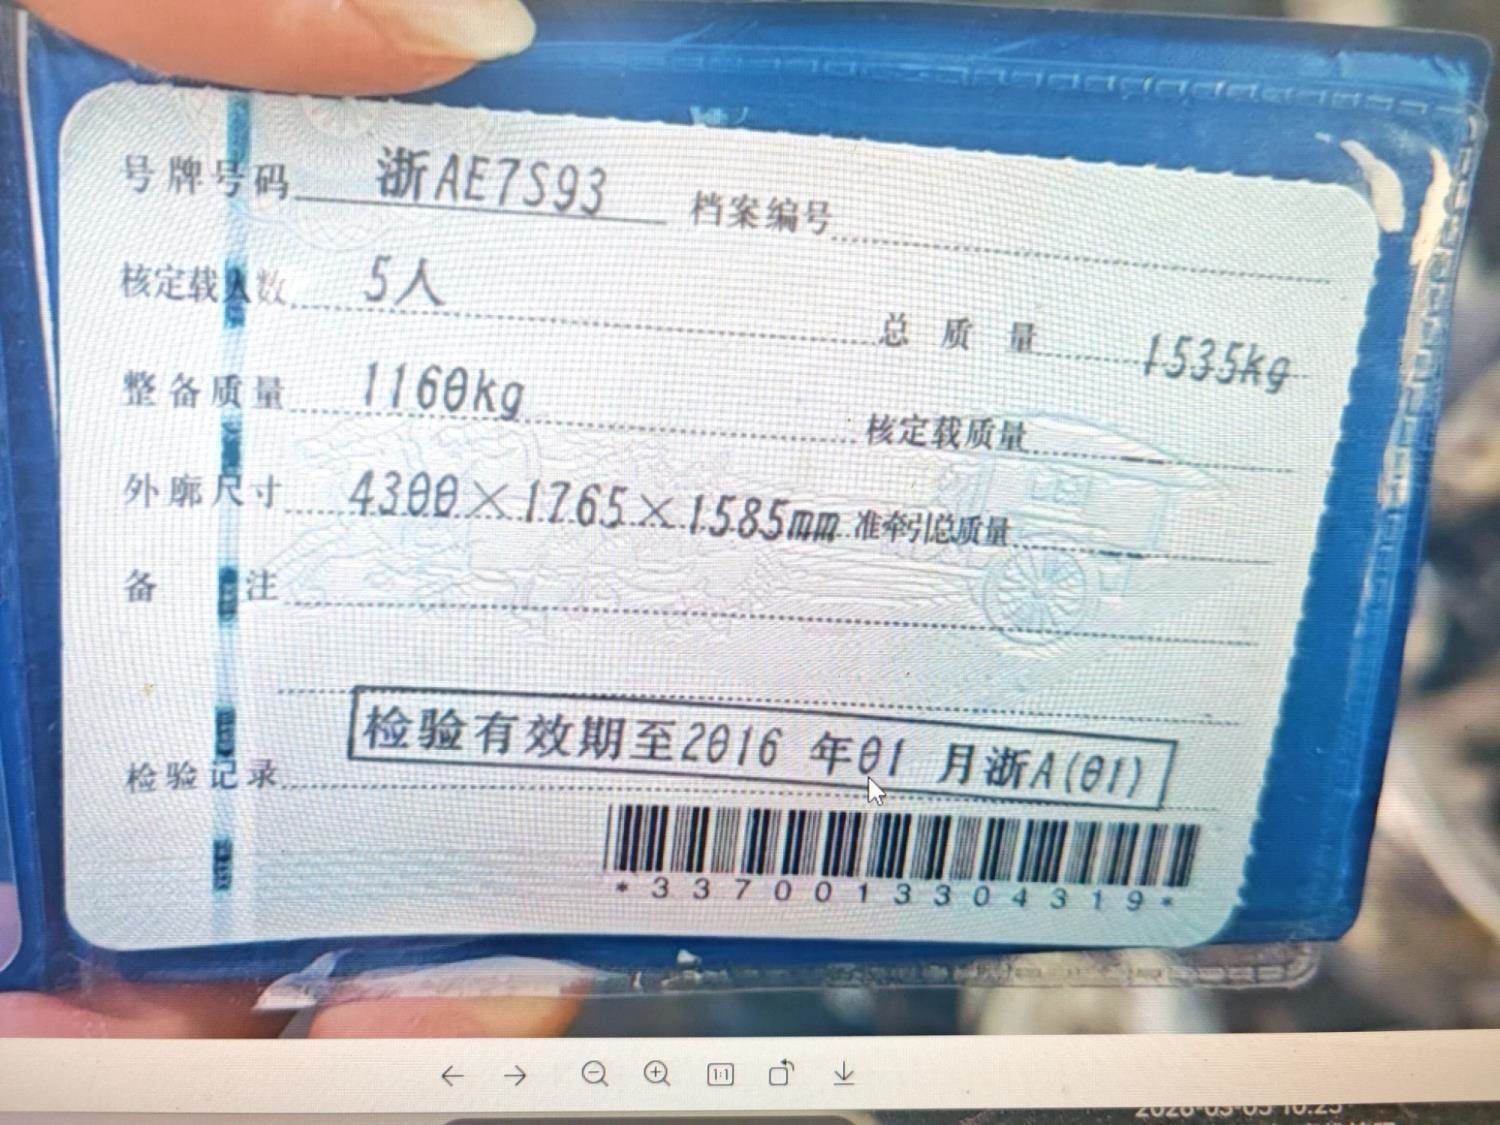 号牌号码 浙AE7S93 档案编号
核定载人数 5人 总质量 1535kg
整备质量 1160kg 核定载质量
外廓尺寸 4300×1765×1585mm 准牵引总质量
备注
检验有效期至2016 年01 月浙A(01)
检验记录
*3370013304319*
1:1